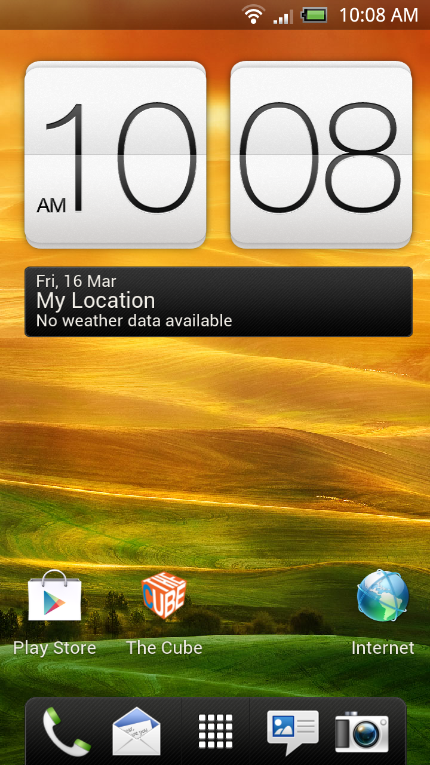 10:08 AM
10 08
AM
Fri, 16 Mar
My Location
No weather data available
CUBE
Play Store The Cube Internet